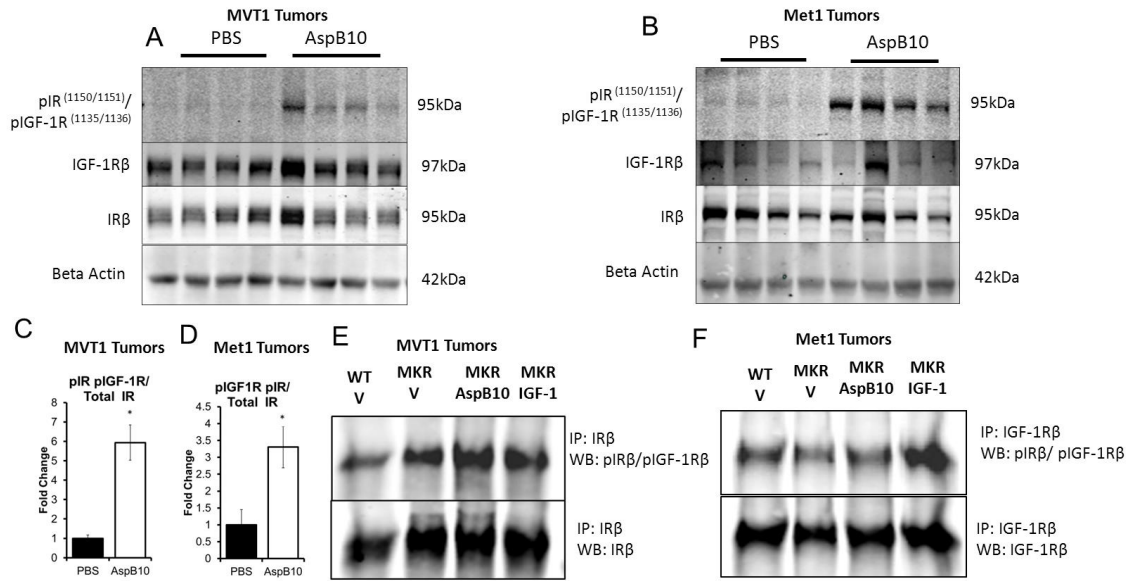 A
MVT1 Tumors
PBS
AspB10
pIR (1150/1151)/
pIGF-1R (1135/1136)
95kDa
IGF-1Rβ
97kDa
IRβ
95kDa
Beta Actin
42kDa
B
Met1 Tumors
PBS
AspB10
pIR (1150/1151)/
pIGF-1R (1135/1136)
95kDa
IGF-1Rβ
97kDa
IRβ
95kDa
Beta Actin
42kDa
C
MVT1 Tumors
pIR pIGF-1R/
Total IR
Fold Change
8
7
6
5
4
3
2
1
0
*
PBS
AspB10
D
Met1 Tumors
pIGF1R pIR/
Total IR
Fold Change
4.5
4
3.5
3
2.5
2
1.5
1
0.5
0
*
PBS
AspB10
E
MVT1 Tumors
WT
V
MKR
V
MKR
AspB10
MKR
IGF-1
IP: IRβ
WB: pIRβ/pIGF-1Rβ
IP: IRβ
WB: IRβ
F
Met1 Tumors
WT
V
MKR
V
MKR
AspB10
MKR
IGF-1
IP: IGF-1Rβ
WB: pIRβ/ pIGF-1Rβ
IP: IGF-1Rβ
WB: IGF-1Rβ